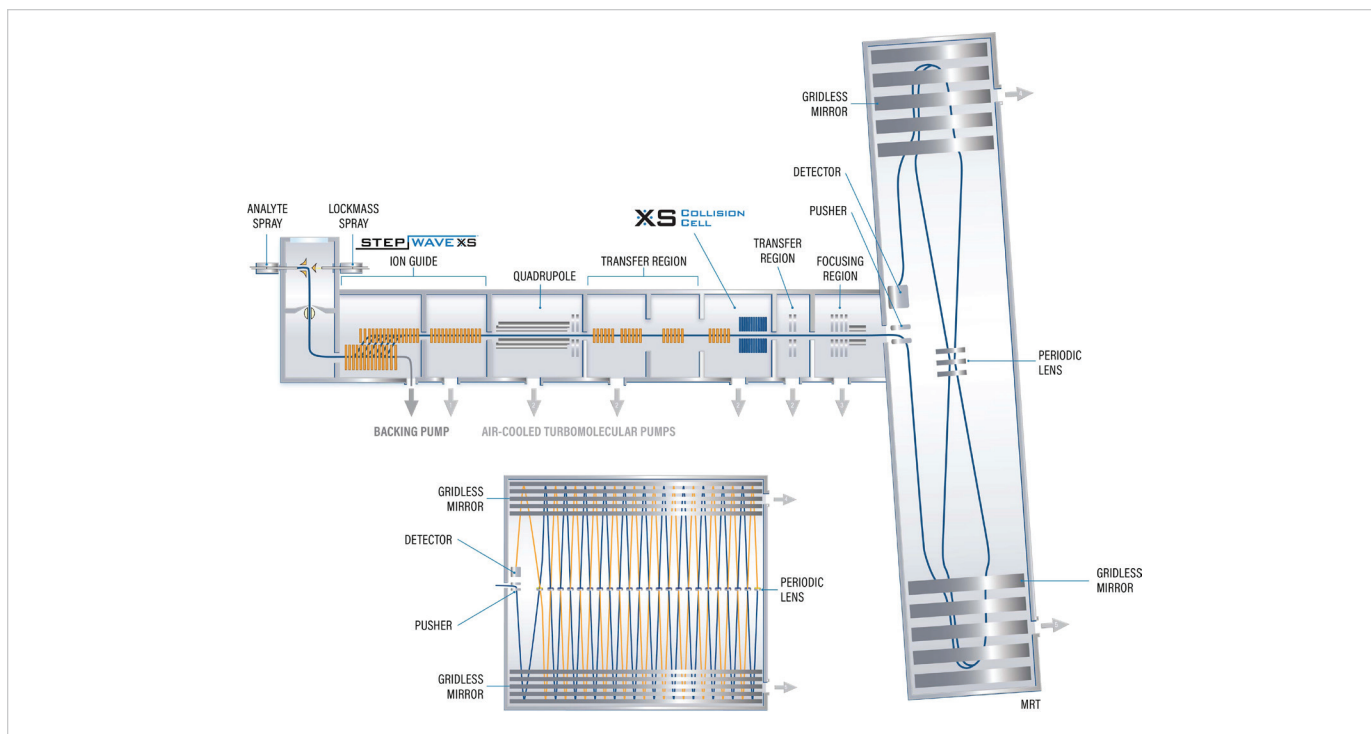 GRIDLESS
MIRROR
DETECTOR
PUSHER
ANALYTE
SPRAY
LOCKMASS
SPRAY
STEPWAVE XS
ION GUIDE
QUADRUPOLE
TRANSFER REGION
XS COLLISION
CELL
TRANSFER
REGION
FOCUSING
REGION
PERIODIC
LENS
BACKING PUMP
AIR-COOLED TURBOMOLECULAR PUMPS
GRIDLESS
MIRROR
DETECTOR
PUSHER
GRIDLESS
MIRROR
PERIODIC
LENS
GRIDLESS
MIRROR
MRT